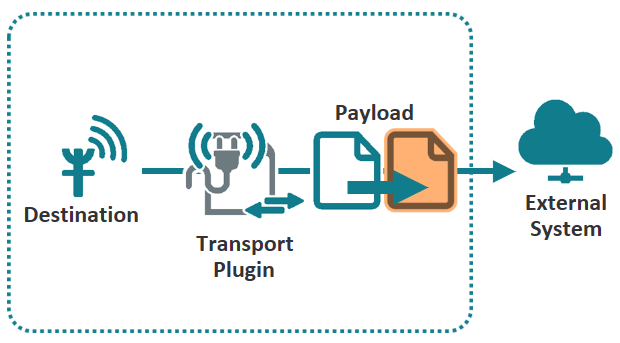 Payload
Destination
Transport
Plugin
External
System